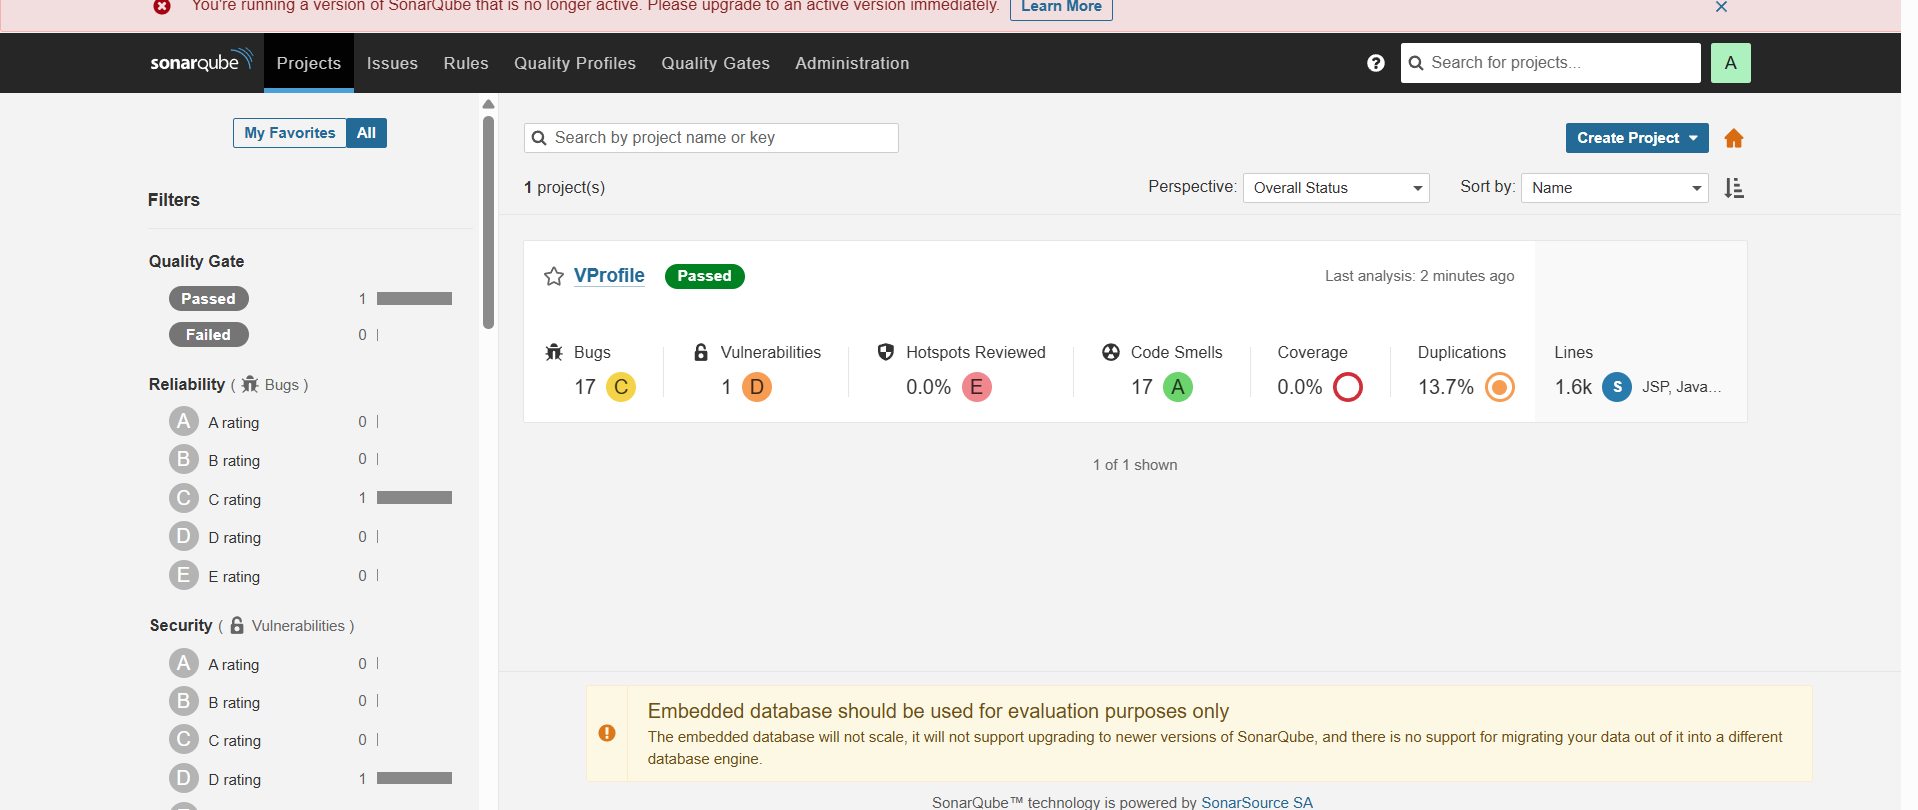 You're running a version of SonarQube that is no longer active. Please upgrade to an active version immediately. Learn More
sonarqube Projects Issues Rules Quality Profiles Quality Gates Administration Search for projects... A
My Favorites All
Search by project name or key
Create Project
1 project(s)
Perspective: Overall Status
Sort by: Name
Filters
Quality Gate
Passed 1
Failed 0
Reliability ( Bugs )
A A rating 0
B B rating 0
C C rating 1
D D rating 0
E E rating 0
Security ( Vulnerabilities )
A A rating 0
B B rating 0
C C rating 0
D D rating 1
VProfile Passed
Last analysis: 2 minutes ago
Bugs Vulnerabilities Hotspots Reviewed Code Smells Coverage Duplications Lines
17 C 1 D 0.0% E 17 A 0.0% 13.7% 1.6k S JSP, Java...
1 of 1 shown
Embedded database should be used for evaluation purposes only
The embedded database will not scale, it will not support upgrading to newer versions of SonarQube, and there is no support for migrating your data out of it into a different
database engine.
SonarQube™ technology is powered by SonarSource SA